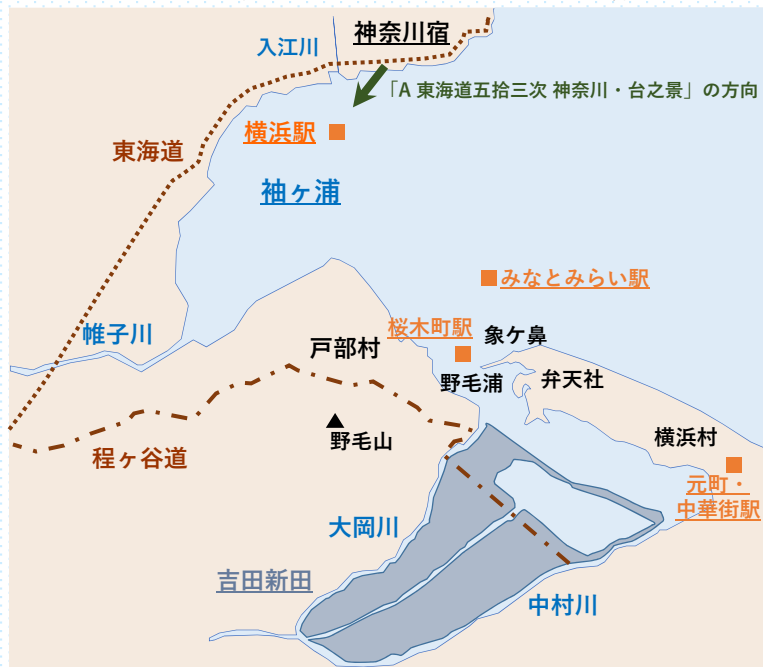 神奈川宿
入江川
「A 東海道五拾三次 神奈川・台之景」の方向
横浜駅
東海道
袖ヶ浦
みなとみらい駅
帷子川
桜木町駅
象ケ鼻
戸部村
野毛浦
弁天社
野毛山
横浜村
程ヶ谷道
元町・
中華街駅
大岡川
吉田新田
中村川